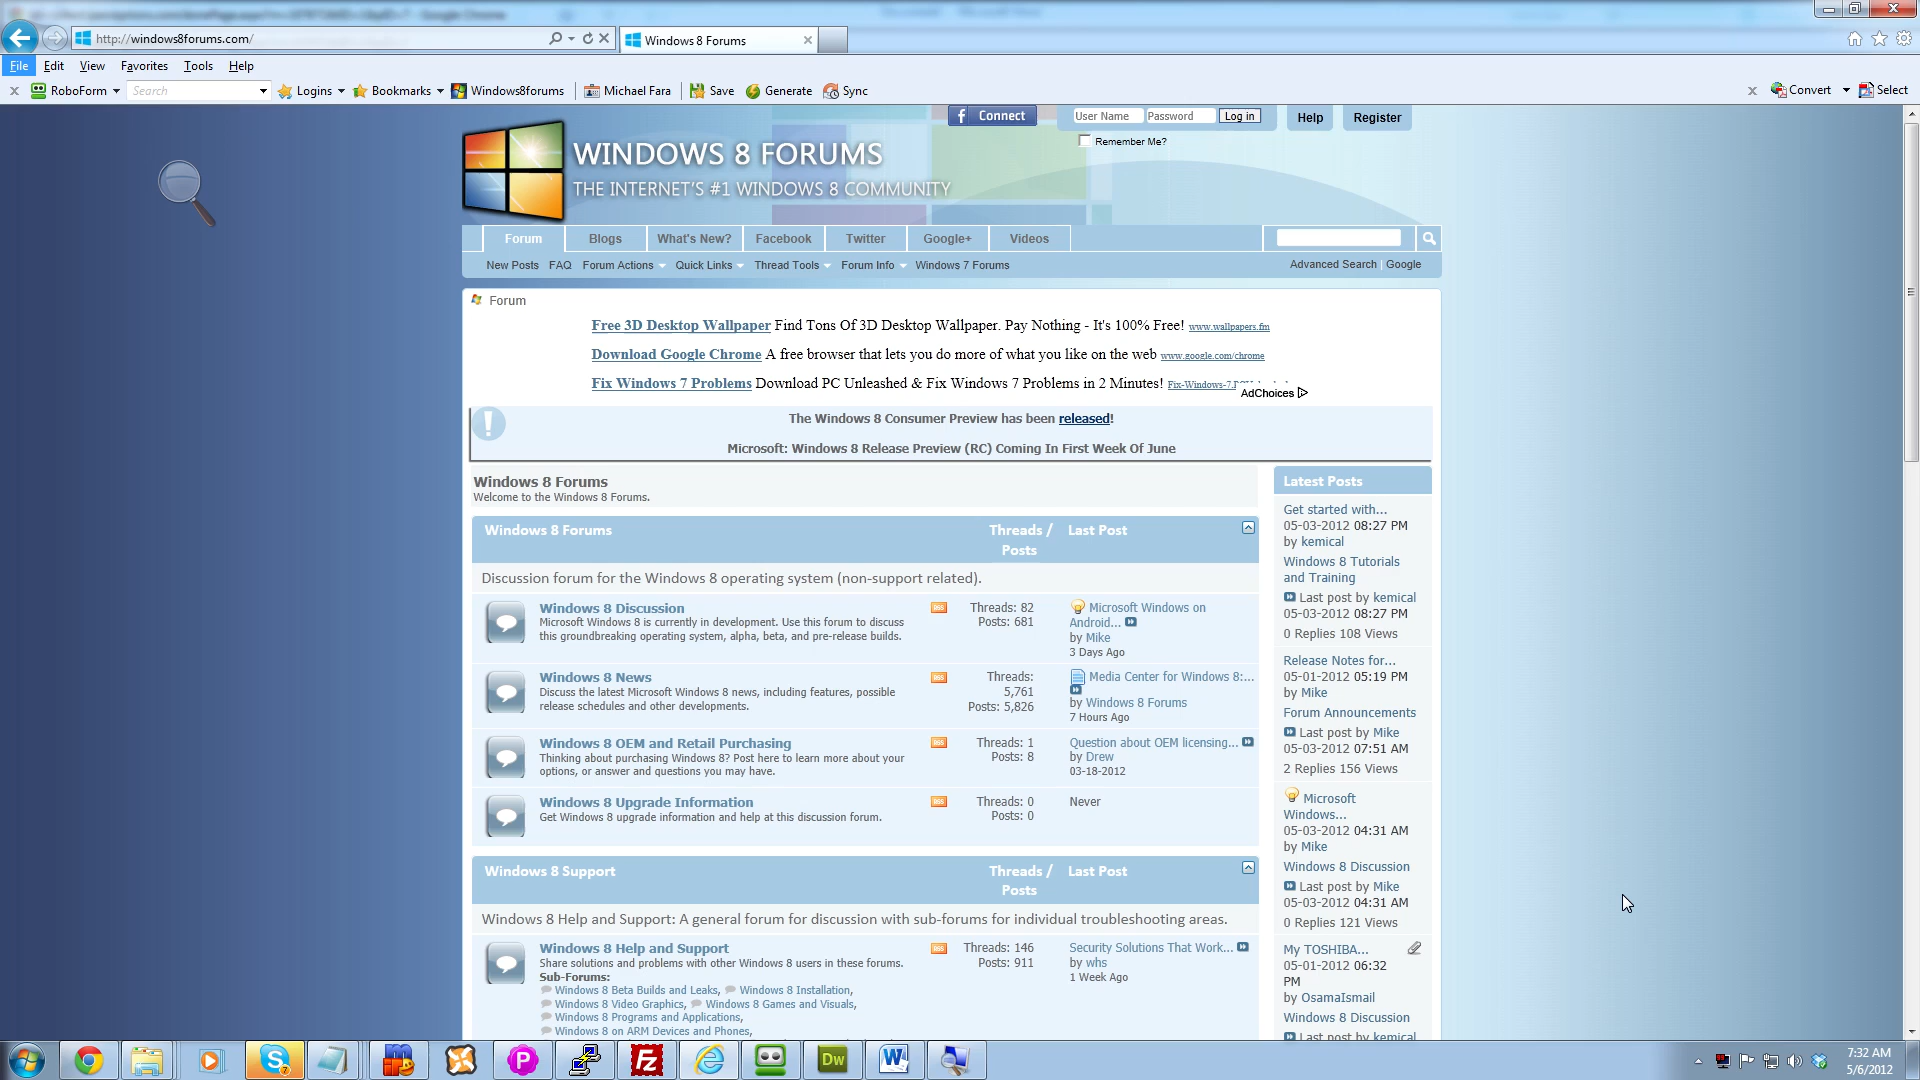 http://windows8forums.com/
Windows 8 Forums
File Edit View Favorites Tools Help
RoboForm Search Logins Bookmarks Windows8forums Michael Fara Save Generate Sync Convert Select
Connect User Name Password Log in Help Register
Remember Me?
WINDOWS 8 FORUMS
THE INTERNET'S #1 WINDOWS 8 COMMUNITY
Forum Blogs What's New? Facebook Twitter Google+ Videos
New Posts FAQ Forum Actions Quick Links Thread Tools Forum Info Windows 7 Forums Advanced Search | Google
Forum
Free 3D Desktop Wallpaper Find Tons Of 3D Desktop Wallpaper. Pay Nothing - It's 100% Free! www.wallpapers.fm
Download Google Chrome A free browser that lets you do more of what you like on the web www.google.com/chrome
Fix Windows 7 Problems Download PC Unleashed & Fix Windows 7 Problems in 2 Minutes!
AdChoices
The Windows 8 Consumer Preview has been released!
Microsoft: Windows 8 Release Preview (RC) Coming In First Week Of June
Windows 8 Forums
Welcome to the Windows 8 Forums.
Windows 8 Forums Threads / Last Post
Posts
Discussion forum for the Windows 8 operating system (non-support related).
Windows 8 Discussion
Microsoft Windows 8 is currently in development. Use this forum to discuss
this groundbreaking operating system, alpha, beta, and pre-release builds.
RSS
Threads: 82
Posts: 681
Microsoft Windows on
Android...
by Mike
3 Days Ago
Windows 8 News
Discuss the latest Microsoft Windows 8 news, including features, possible
release schedules and other developments.
RSS
Threads:
5,761
Posts: 5,826
Media Center for Windows 8:...
by Windows 8 Forums
7 Hours Ago
Windows 8 OEM and Retail Purchasing
Thinking about purchasing Windows 8? Post here to learn more about your
options, or answer and questions you may have.
RSS
Threads: 1
Posts: 8
Question about OEM licensing...
by Drew
03-18-2012
Windows 8 Upgrade Information
Get Windows 8 upgrade information and help at this discussion forum.
RSS
Threads: 0
Posts: 0
Never
Windows 8 Support Threads / Last Post
Posts
Windows 8 Help and Support: A general forum for discussion with sub-forums for individual troubleshooting areas.
Windows 8 Help and Support
Share solutions and problems with other Windows 8 users in these forums.
Sub-Forums:
Windows 8 Beta Builds and Leaks, Windows 8 Installation,
Windows 8 Video Graphics, Windows 8 Games and Visuals,
Windows 8 Programs and Applications,
Windows 8 on ARM Devices and Phones,
RSS
Threads: 146
Posts: 911
Security Solutions That Work...
by whs
1 Week Ago
Latest Posts
Get started with...
05-03-2012 08:27 PM
by kemical
Windows 8 Tutorials
and Training
Last post by kemical
05-03-2012 08:27 PM
0 Replies 108 Views
Release Notes for...
05-01-2012 05:19 PM
by Mike
Forum Announcements
Last post by Mike
05-03-2012 07:51 AM
2 Replies 156 Views
Microsoft
Windows...
05-03-2012 04:31 AM
by Mike
Windows 8 Discussion
Last post by Mike
05-03-2012 04:31 AM
0 Replies 121 Views
My TOSHIBA...
05-01-2012 06:32
PM
by OsamaIsmail
Windows 8 Discussion
Last post by kemical
7:32 AM
5/6/2012